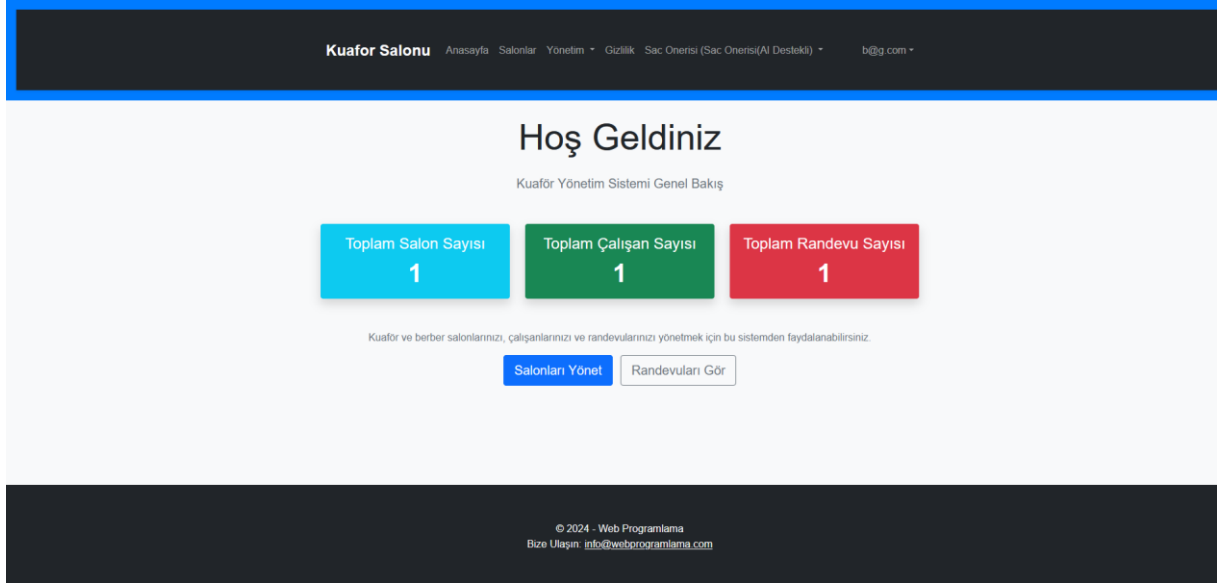 Kuafor Salonu Anasayfa Salonlar Yönetim Gizlilik Sac Onerisi (Sac Onerisi(AI Destekli) b@g.com
Hoş Geldiniz
Kuaför Yönetim Sistemi Genel Bakış
Toplam Salon Sayısı Toplam Çalışan Sayısı Toplam Randevu Sayısı
1 1 1
Kuaför ve berber salonlarınızı, çalışanlarınızı ve randevularınızı yönetmek için bu sistemden faydalanabilirsiniz.
Salonları Yönet Randevuları Gör
© 2024 - Web Programlama
Bize Ulaşın: info@webprogramlama.com